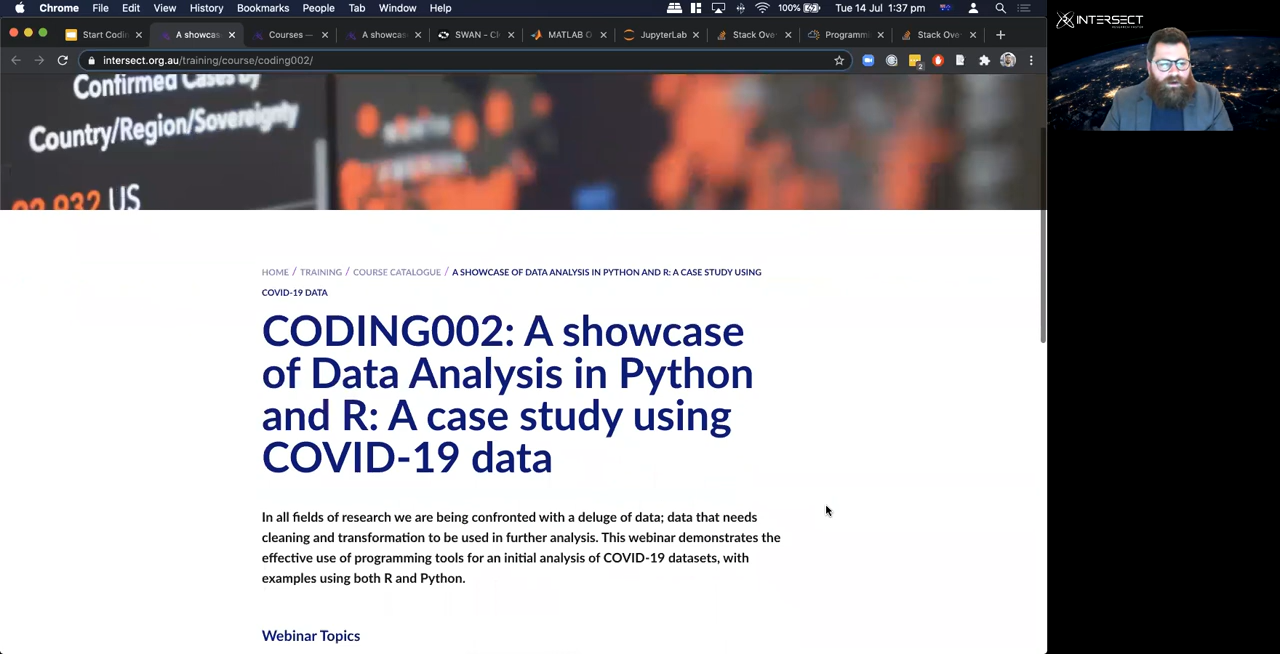 Chrome File Edit View History Bookmarks People Tab Window Help 100% Tue 14 Jul 1:37 pm
Start Codin A showcas Courses — A showcas SWAN - Cl MATLAB O JupyterLab Stack Ove Programm Stack Ove
intersect.org.au/training/course/coding002/
2
INTERSECT
Confirmed Cases by
Country/Region/Sovereignty
US
HOME / TRAINING / COURSE CATALOGUE / A SHOWCASE OF DATA ANALYSIS IN PYTHON AND R: A CASE STUDY USING
COVID-19 DATA
CODING002: A showcase
of Data Analysis in Python
and R: A case study using
COVID-19 data
In all fields of research we are being confronted with a deluge of data; data that needs
cleaning and transformation to be used in further analysis. This webinar demonstrates the
effective use of programming tools for an initial analysis of COVID-19 datasets, with
examples using both R and Python.
Webinar Topics